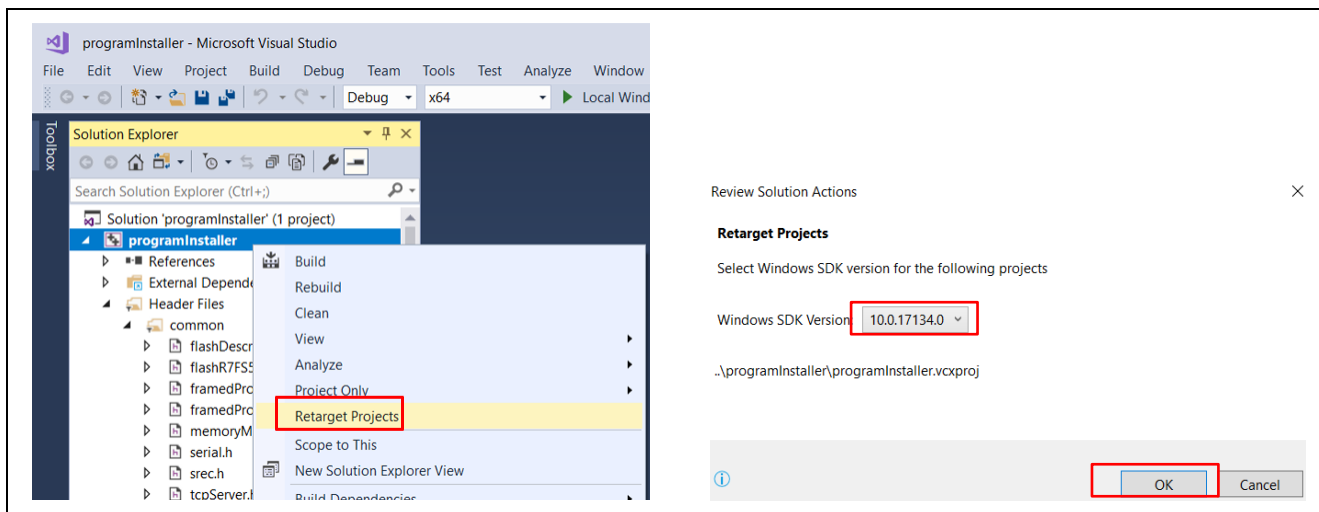 programInstaller - Microsoft Visual Studio
File Edit View Project Build Debug Team Tools Test Analyze Window
Debug x64 Local Wind
Toolbox
Solution Explorer
Search Solution Explorer (Ctrl+;)
Solution 'programInstaller' (1 project)
programInstaller
References
External Depende
Header Files
common
flashDescr
flashR7FS5
framedPro
framedPro
memoryM
serial.h
srec.h
tcpServer.h
Build
Rebuild
Clean
View
Analyze
Project Only
Retarget Projects
Scope to This
New Solution Explorer View
Build Dependencies
Review Solution Actions
Retarget Projects
Select Windows SDK version for the following projects
Windows SDK Version 10.0.17134.0
..\programInstaller\programInstaller.vcxproj
OK Cancel